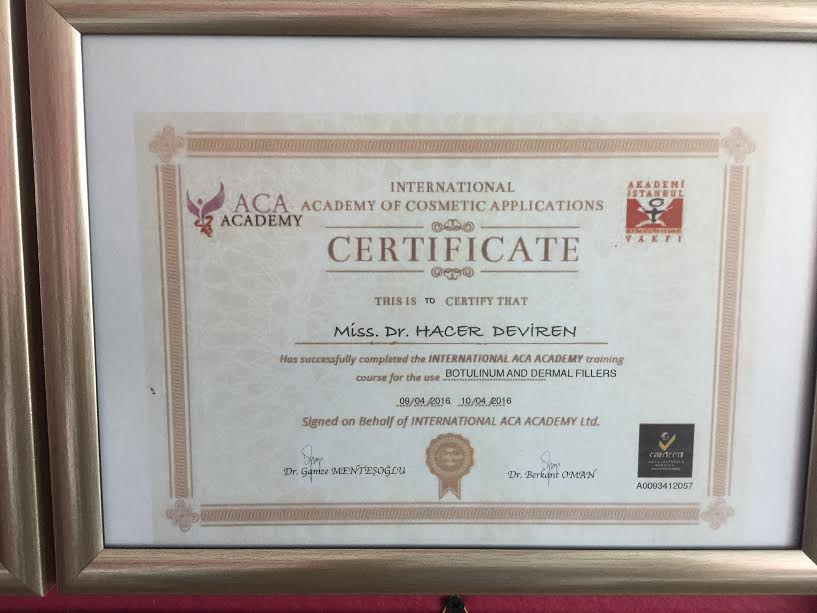 INTERNATIONAL
ACA ACADEMY OF COSMETIC APPLICATIONS
ACADEMY
AKADEMİ
İSTANBUL
VAKFI
CERTIFICATE
THIS IS TO CERTIFY THAT
Miss. Dr. HACER DEVIREN
Has successfully completed the INTERNATIONAL ACA ACADEMY training
course for the use BOTULINUM AND DERMAL FILLERS
09/04/2016 10/04/2016
Signed on Behalf of INTERNATIONAL ACA ACADEMY Ltd.
Dr. Gamze MENTEŞOĞLU
Dr. Berkant OMAN
A0093412057